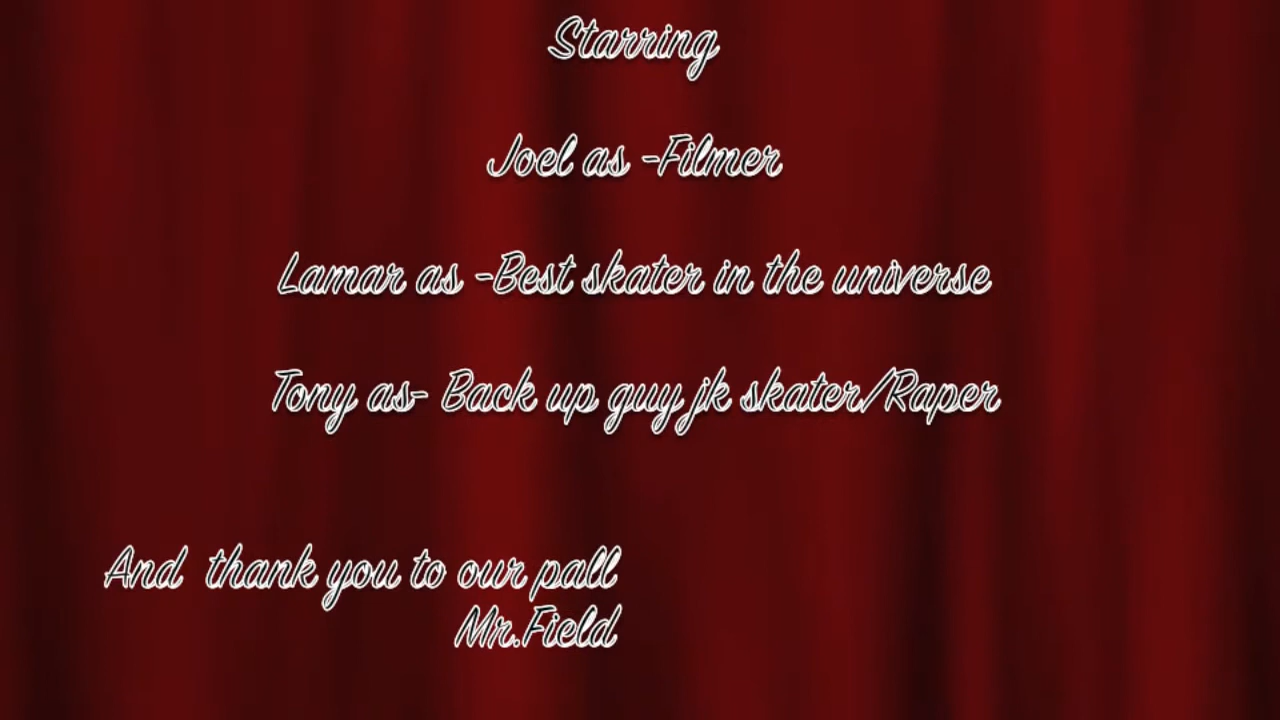 Starring
Joel as -Filmer
Lamar as -Best skater in the universe
Tony as- Back up guy jk skater/Raper
And thank you to our pall
Mr.Field